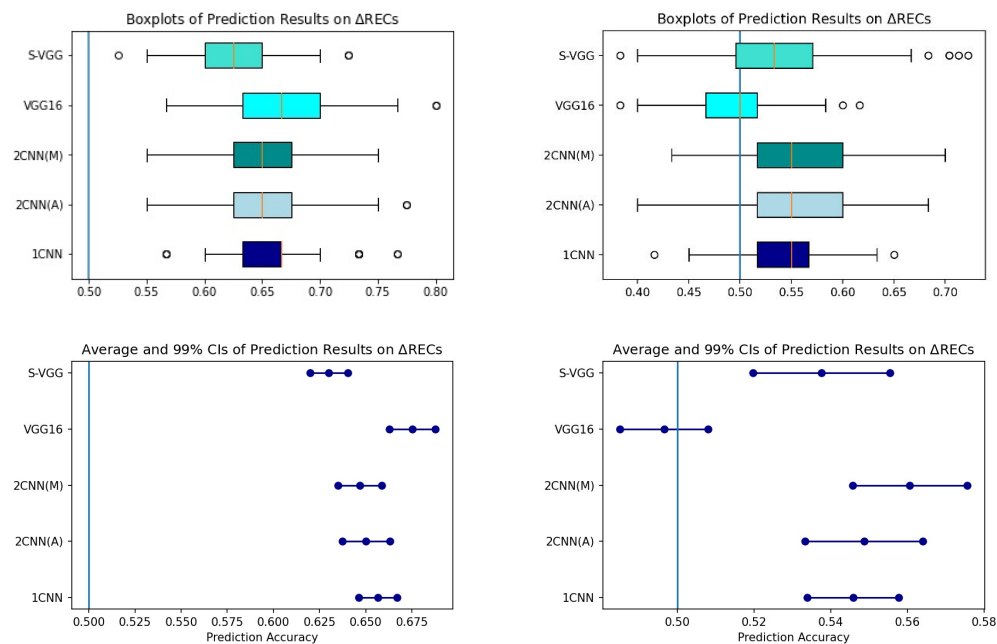 Boxplots of Prediction Results on ΔRECs
S-VGG
VGG16
2CNN(M)
2CNN(A)
1CNN
0.50 0.55 0.60 0.65 0.70 0.75 0.80
Boxplots of Prediction Results on ΔRECs
S-VGG
VGG16
2CNN(M)
2CNN(A)
1CNN
0.40 0.45 0.50 0.55 0.60 0.65 0.70
Average and 99% CIs of Prediction Results on ΔRECs
S-VGG
VGG16
2CNN(M)
2CNN(A)
1CNN
0.500 0.525 0.550 0.575 0.600 0.625 0.650 0.675
Prediction Accuracy
Average and 99% CIs of Prediction Results on ΔRECs
S-VGG
VGG16
2CNN(M)
2CNN(A)
1CNN
0.50 0.52 0.54 0.56 0.58
Prediction Accuracy